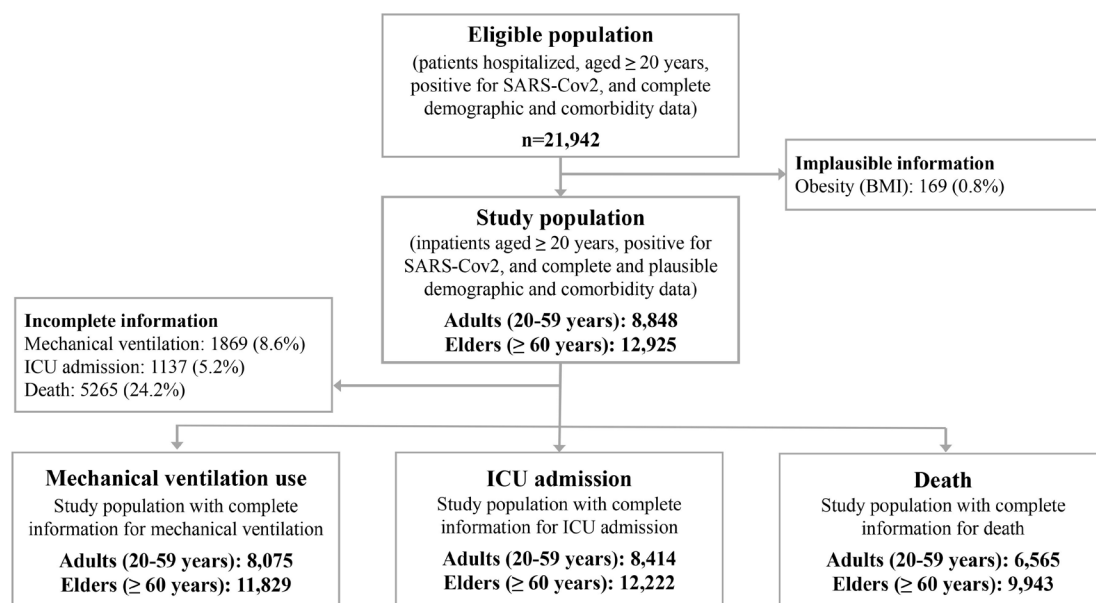 Eligible population
(patients hospitalized, aged ≥ 20 years,
positive for SARS-Cov2, and complete
demographic and comorbidity data)
n=21,942
Implausible information
Obesity (BMI): 169 (0.8%)
Study population
(inpatients aged ≥ 20 years, positive for
SARS-Cov2, and complete and plausible
demographic and comorbidity data)
Adults (20-59 years): 8,848
Elders (≥ 60 years): 12,925
Incomplete information
Mechanical ventilation: 1869 (8.6%)
ICU admission: 1137 (5.2%)
Death: 5265 (24.2%)
Mechanical ventilation use
Study population with complete
information for mechanical ventilation
Adults (20-59 years): 8,075
Elders (≥ 60 years): 11,829
ICU admission
Study population with complete
information for ICU admission
Adults (20-59 years): 8,414
Elders (≥ 60 years): 12,222
Death
Study population with complete
information for death
Adults (20-59 years): 6,565
Elders (≥ 60 years): 9,943